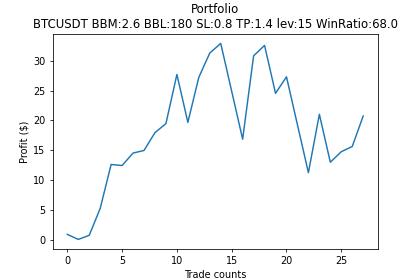 Portfolio
BTCUSDT BBM:2.6 BBL:180 SL:0.8 TP:1.4 lev:15 WinRatio:68.0
Profit ($)
30
25
20
15
10
5
0
0 5 10 15 20 25
Trade counts